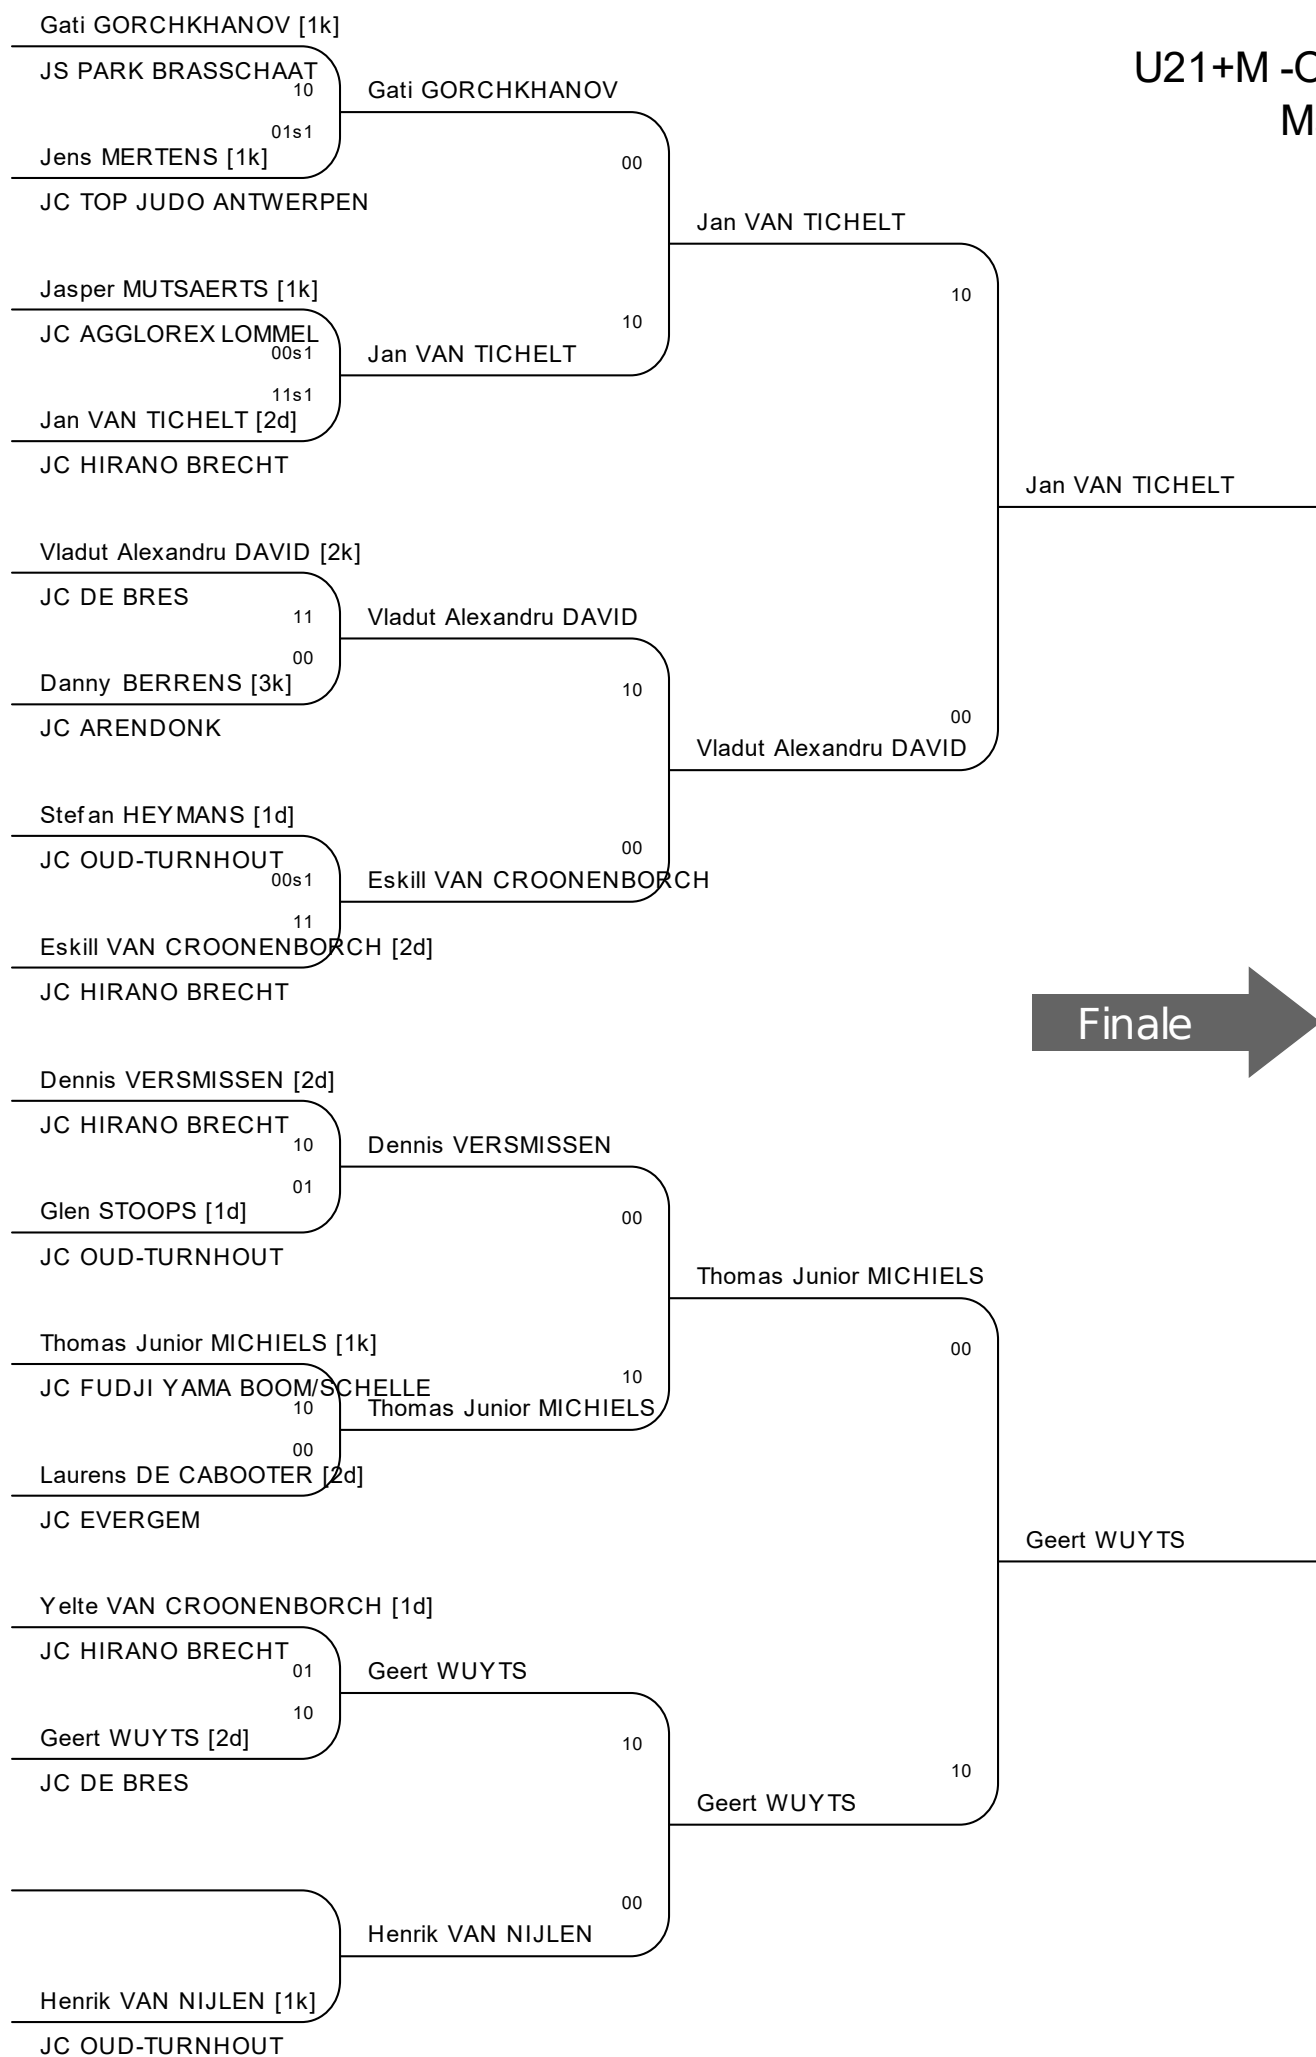 Gati GORCHKHANOV [1k]
JS PARK BRASSCHAAT
10
01s1
Jens MERTENS [1k]
JC TOP JUDO ANTWERPEN
Gati GORCHKHANOV
00
U21+M -O
M
Jan VAN TICHELT
10
Jasper MUTSAERTS [1k]
JC AGGLOREX LOMMEL
00s1
11s1
Jan VAN TICHELT [2d]
JC HIRANO BRECHT
10
Jan VAN TICHELT
Jan VAN TICHELT
Vladut Alexandru DAVID [2k]
JC DE BRES
11
00
Danny BERRENS [3k]
JC ARENDONK
Vladut Alexandru DAVID
10
00
Vladut Alexandru DAVID
Stefan HEYMANS [1d]
JC OUD-TURNHOUT
00s1
11
Eskill VAN CROONENBORCH [2d]
JC HIRANO BRECHT
00
Eskill VAN CROONENBORCH
Finale
Dennis VERSMISSEN [2d]
JC HIRANO BRECHT
10
01
Glen STOOPS [1d]
JC OUD-TURNHOUT
Dennis VERSMISSEN
00
Thomas Junior MICHIELS
00
Thomas Junior MICHIELS [1k]
JC FUDJI YAMA BOOM/SCHELLE
10
00
Laurens DE CABOOTER [2d]
JC EVERGEM
10
Thomas Junior MICHIELS
Geert WUYTS
Yelte VAN CROONENBORCH [1d]
JC HIRANO BRECHT
01
10
Geert WUYTS [2d]
JC DE BRES
Geert WUYTS
10
10
Geert WUYTS
00
Henrik VAN NIJLEN
Henrik VAN NIJLEN [1k]
JC OUD-TURNHOUT